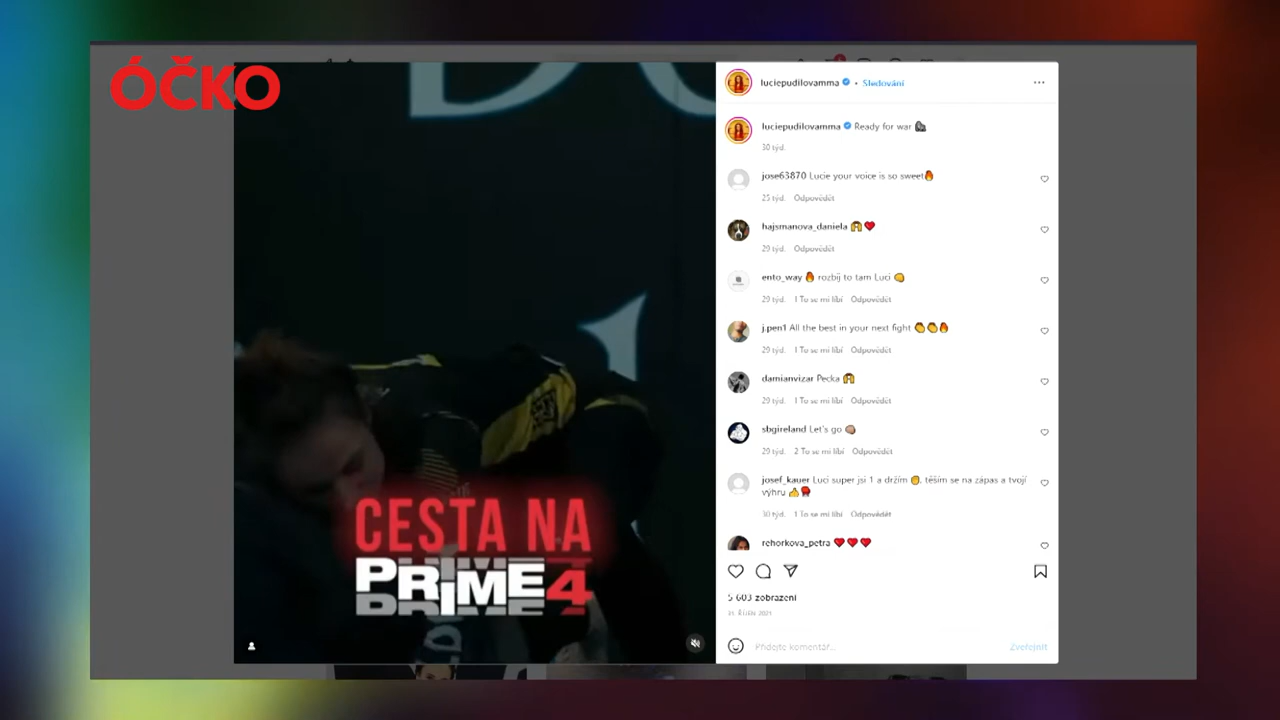 ÓČKO
luciepudilovamma • Sledování
luciepudilovamma Ready for war
30 týd.
jose63870 Lucie your voice is so sweet🔥
25 týd. Odpovědět
hajsmanova_daniela 🙌❤️
29 týd. Odpovědět
ento_way 🔥 rozbij to tam Luci 👊
29 týd. 1 To se mi líbí Odpovědět
j.pen1 All the best in your next fight 👏👏🔥
29 týd. 1 To se mi líbí Odpovědět
damianvizar Pecka 🙌
29 týd. 1 To se mi líbí Odpovědět
sbgireland Let's go
29 týd. 2 To se mi líbí Odpovědět
josef_kauer Luci super jsi 1 a držím ✊, těším se na zápas a tvojí
výhru 👍🥊
30 týd. 1 To se mi líbí Odpovědět
rehorkova_petra ❤️❤️❤️
5 603 zobrazení
31. ŘÍJEN 2021
Přidejte komentář...
Zveřejnit
CESTA NA
PRIME 4